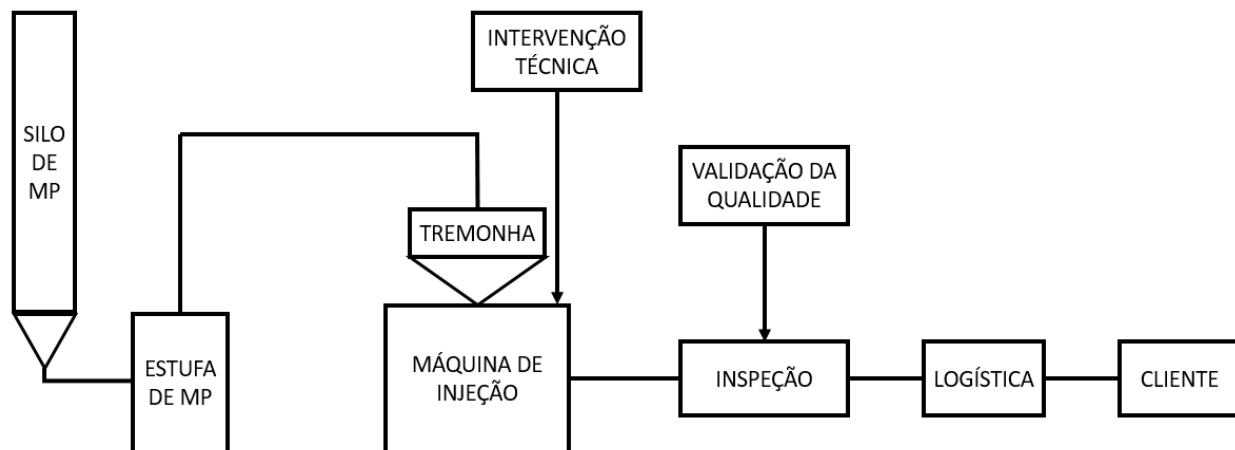 SILO
DE
MP
ESTUFA
DE MP
TREMONHA
INTERVENÇÃO
TÉCNICA
MÁQUINA DE
INJEÇÃO
VALIDAÇÃO DA
QUALIDADE
INSPEÇÃO
LOGÍSTICA
CLIENTE